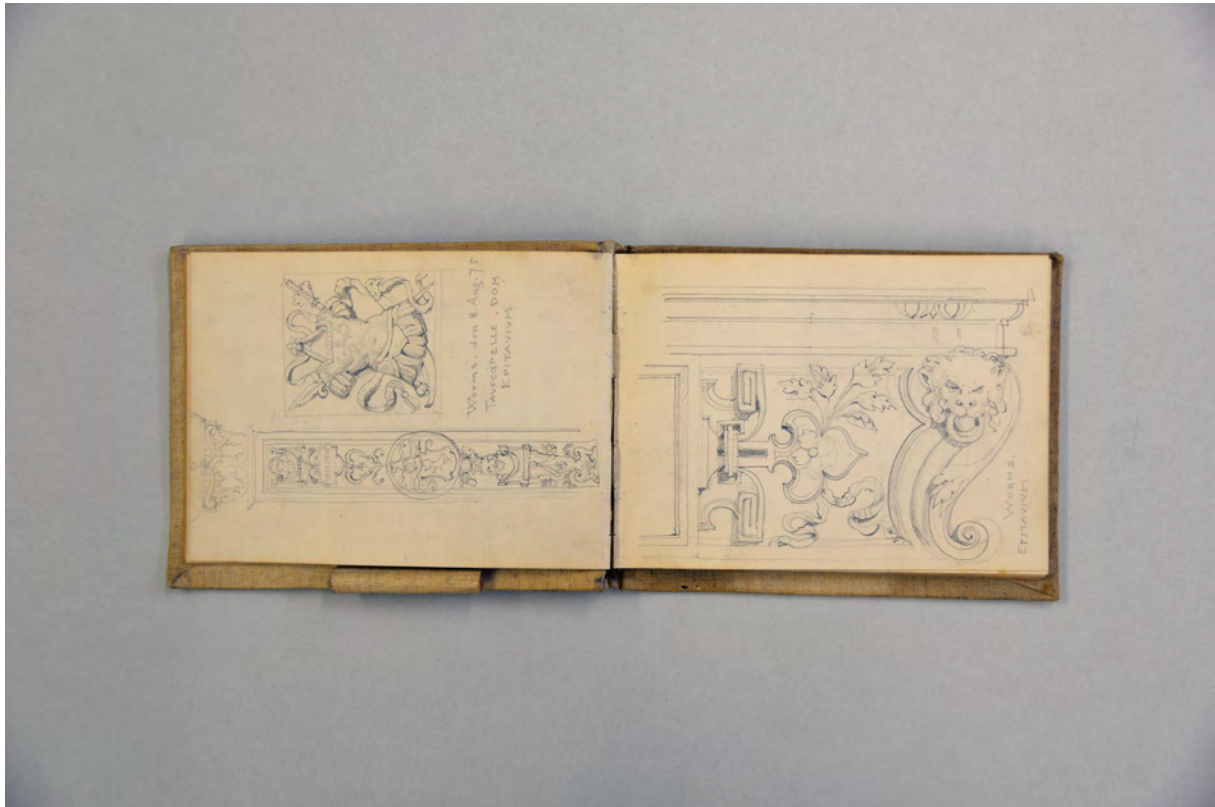 Worms. den 8. Aug. 75
TAUFCAPELLE, DOM
EPITAVIUM
WORMS.
EPITAVIUM